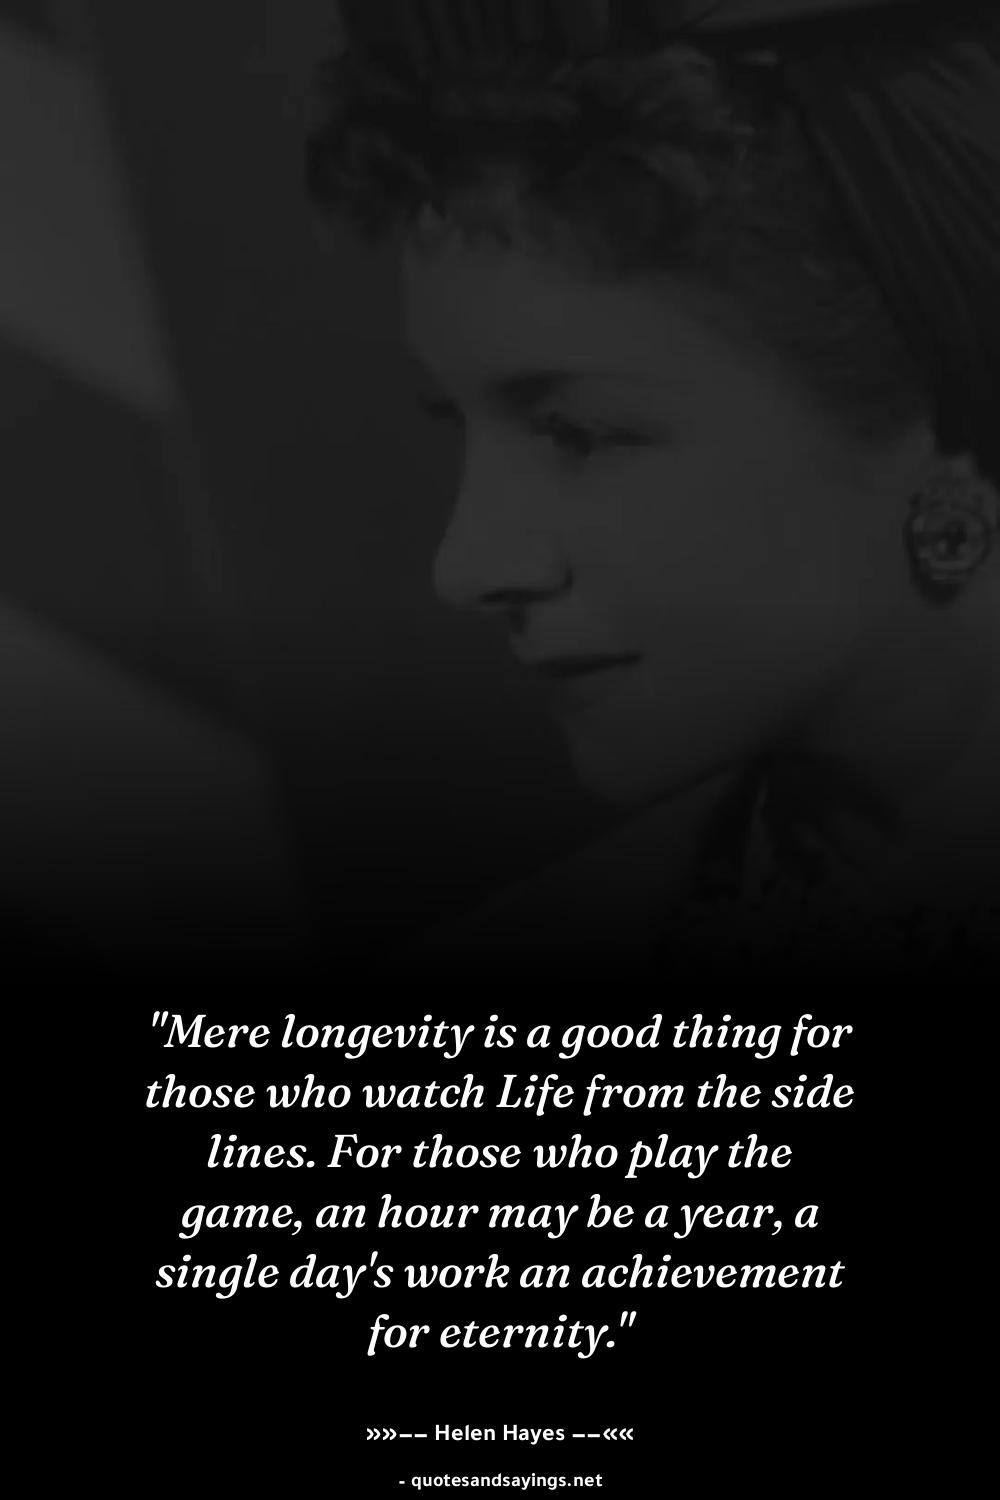 "Mere longevity is a good thing for
those who watch Life from the side
lines. For those who play the
game, an hour may be a year, a
single day's work an achievement
for eternity."
»»–– Helen Hayes ––««
- quotesandsayings.net